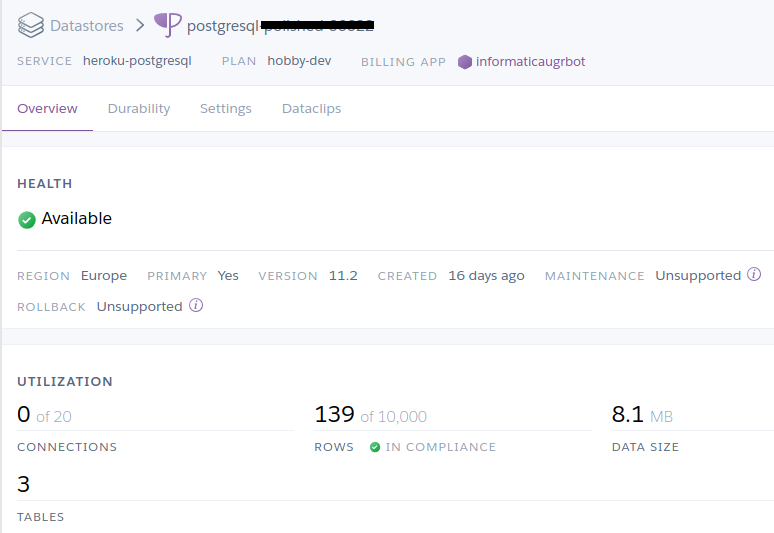 Datastores > postgresql-
SERVICE heroku-postgresql PLAN hobby-dev BILLING APP informaticaugrbot
Overview Durability Settings Dataclips
HEALTH
Available
REGION Europe PRIMARY Yes VERSION 11.2 CREATED 16 days ago MAINTENANCE Unsupported
ROLLBACK Unsupported
UTILIZATION
0 of 20 139 of 10,000 8.1 MB
CONNECTIONS ROWS IN COMPLIANCE DATA SIZE
3
TABLES